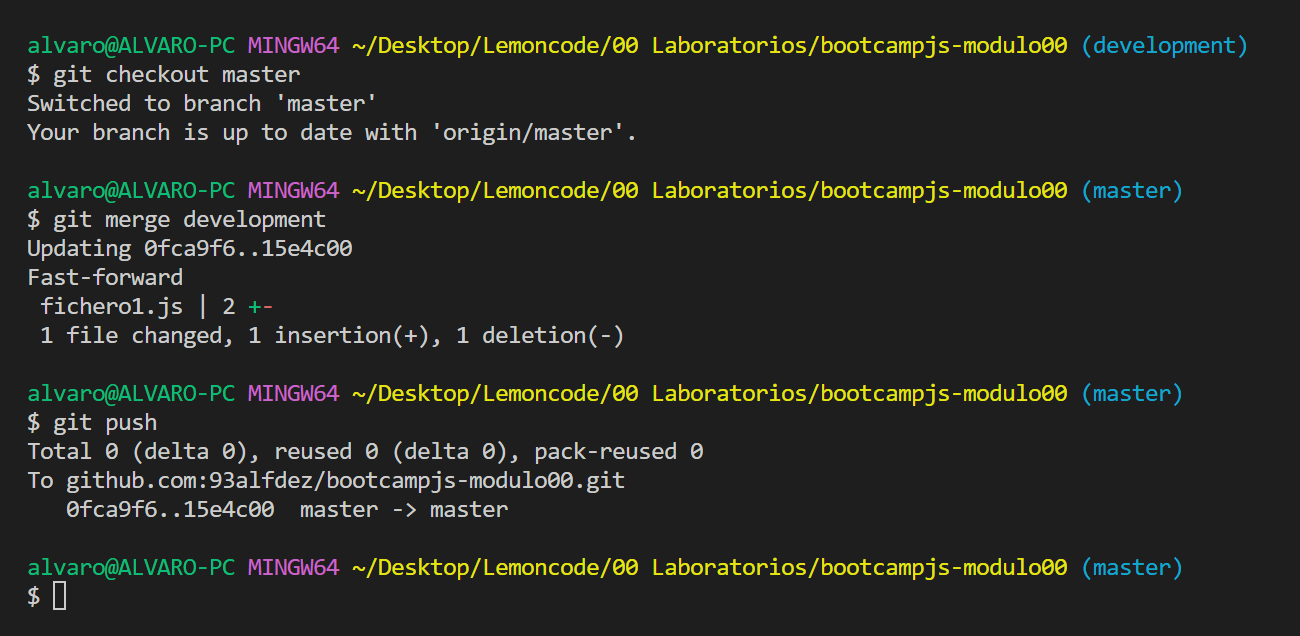 alvaro@ALVARO-PC MINGW64 ~/Desktop/Lemoncode/00 Laboratorios/bootcampjs-modulo00 (development)
$ git checkout master
Switched to branch 'master'
Your branch is up to date with 'origin/master'.
alvaro@ALVARO-PC MINGW64 ~/Desktop/Lemoncode/00 Laboratorios/bootcampjs-modulo00 (master)
$ git merge development
Updating 0fca9f6..15e4c00
Fast-forward
 fichero1.js | 2 +-
 1 file changed, 1 insertion(+), 1 deletion(-)
alvaro@ALVARO-PC MINGW64 ~/Desktop/Lemoncode/00 Laboratorios/bootcampjs-modulo00 (master)
$ git push
Total 0 (delta 0), reused 0 (delta 0), pack-reused 0
To github.com:93alfdez/bootcampjs-modulo00.git
   0fca9f6..15e4c00  master -> master
alvaro@ALVARO-PC MINGW64 ~/Desktop/Lemoncode/00 Laboratorios/bootcampjs-modulo00 (master)
$